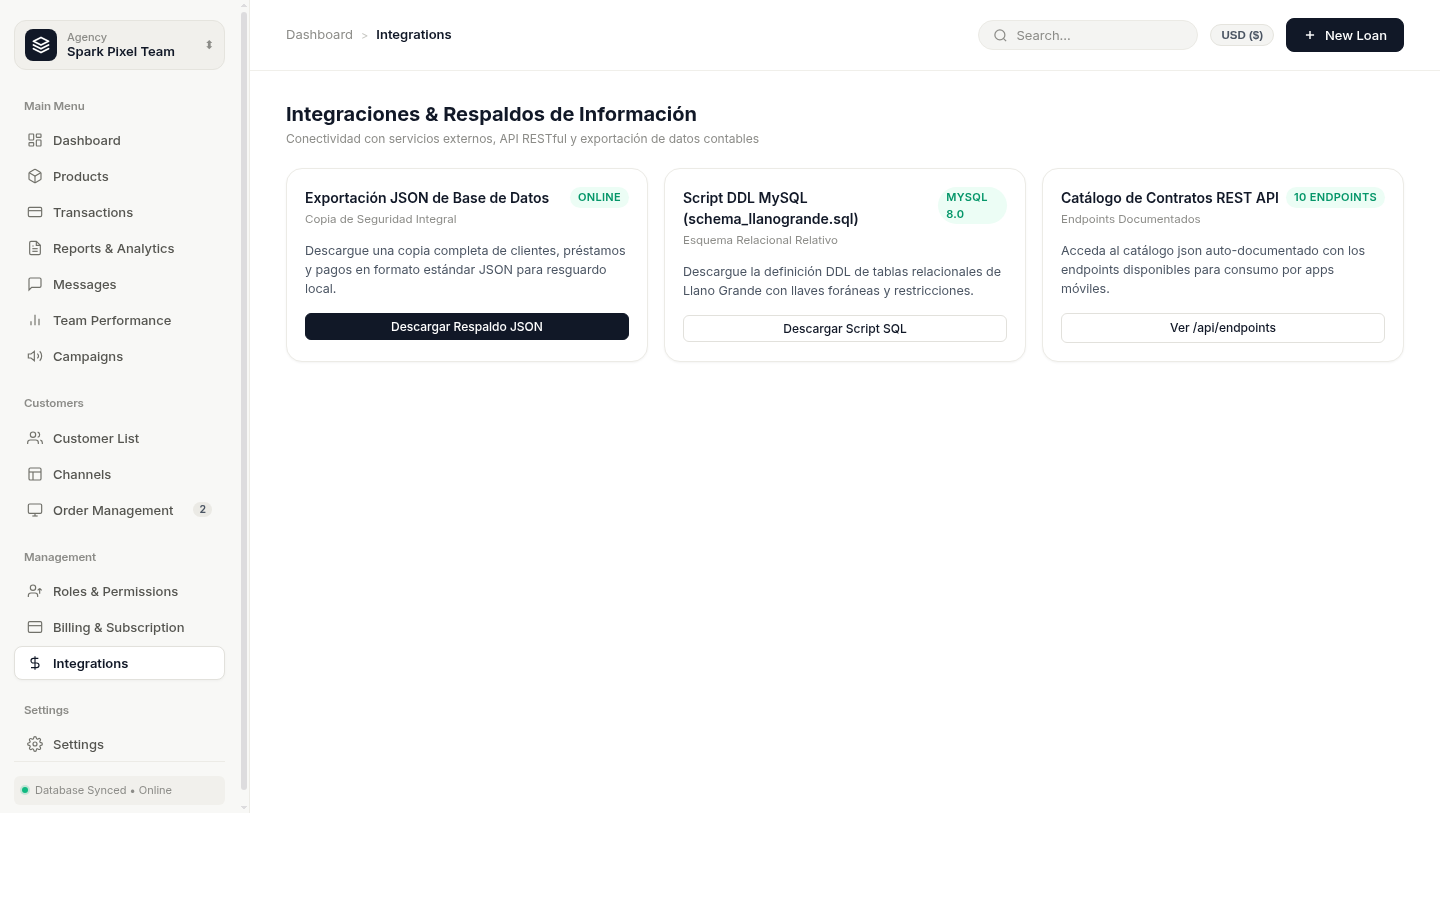 Agency
Spark Pixel Team
Main Menu
Dashboard
Products
Transactions
Reports & Analytics
Messages
Team Performance
Campaigns
Customers
Customer List
Channels
Order Management 2
Management
Roles & Permissions
Billing & Subscription
Integrations
Settings
Settings
Database Synced • Online
Dashboard > Integrations
Search...
USD ($)
+ New Loan
Integraciones & Respaldos de Información
Conectividad con servicios externos, API RESTful y exportación de datos contables
Exportación JSON de Base de Datos
ONLINE
Copia de Seguridad Integral
Descargue una copia completa de clientes, préstamos
y pagos en formato estándar JSON para resguardo
local.
Descargar Respaldo JSON
Script DDL MySQL
(schema_llanogrande.sql)
MYSQL
8.0
Esquema Relacional Relativo
Descargue la definición DDL de tablas relacionales de
Llano Grande con llaves foráneas y restricciones.
Descargar Script SQL
Catálogo de Contratos REST API
10 ENDPOINTS
Endpoints Documentados
Acceda al catálogo json auto-documentado con los
endpoints disponibles para consumo por apps
móviles.
Ver /api/endpoints